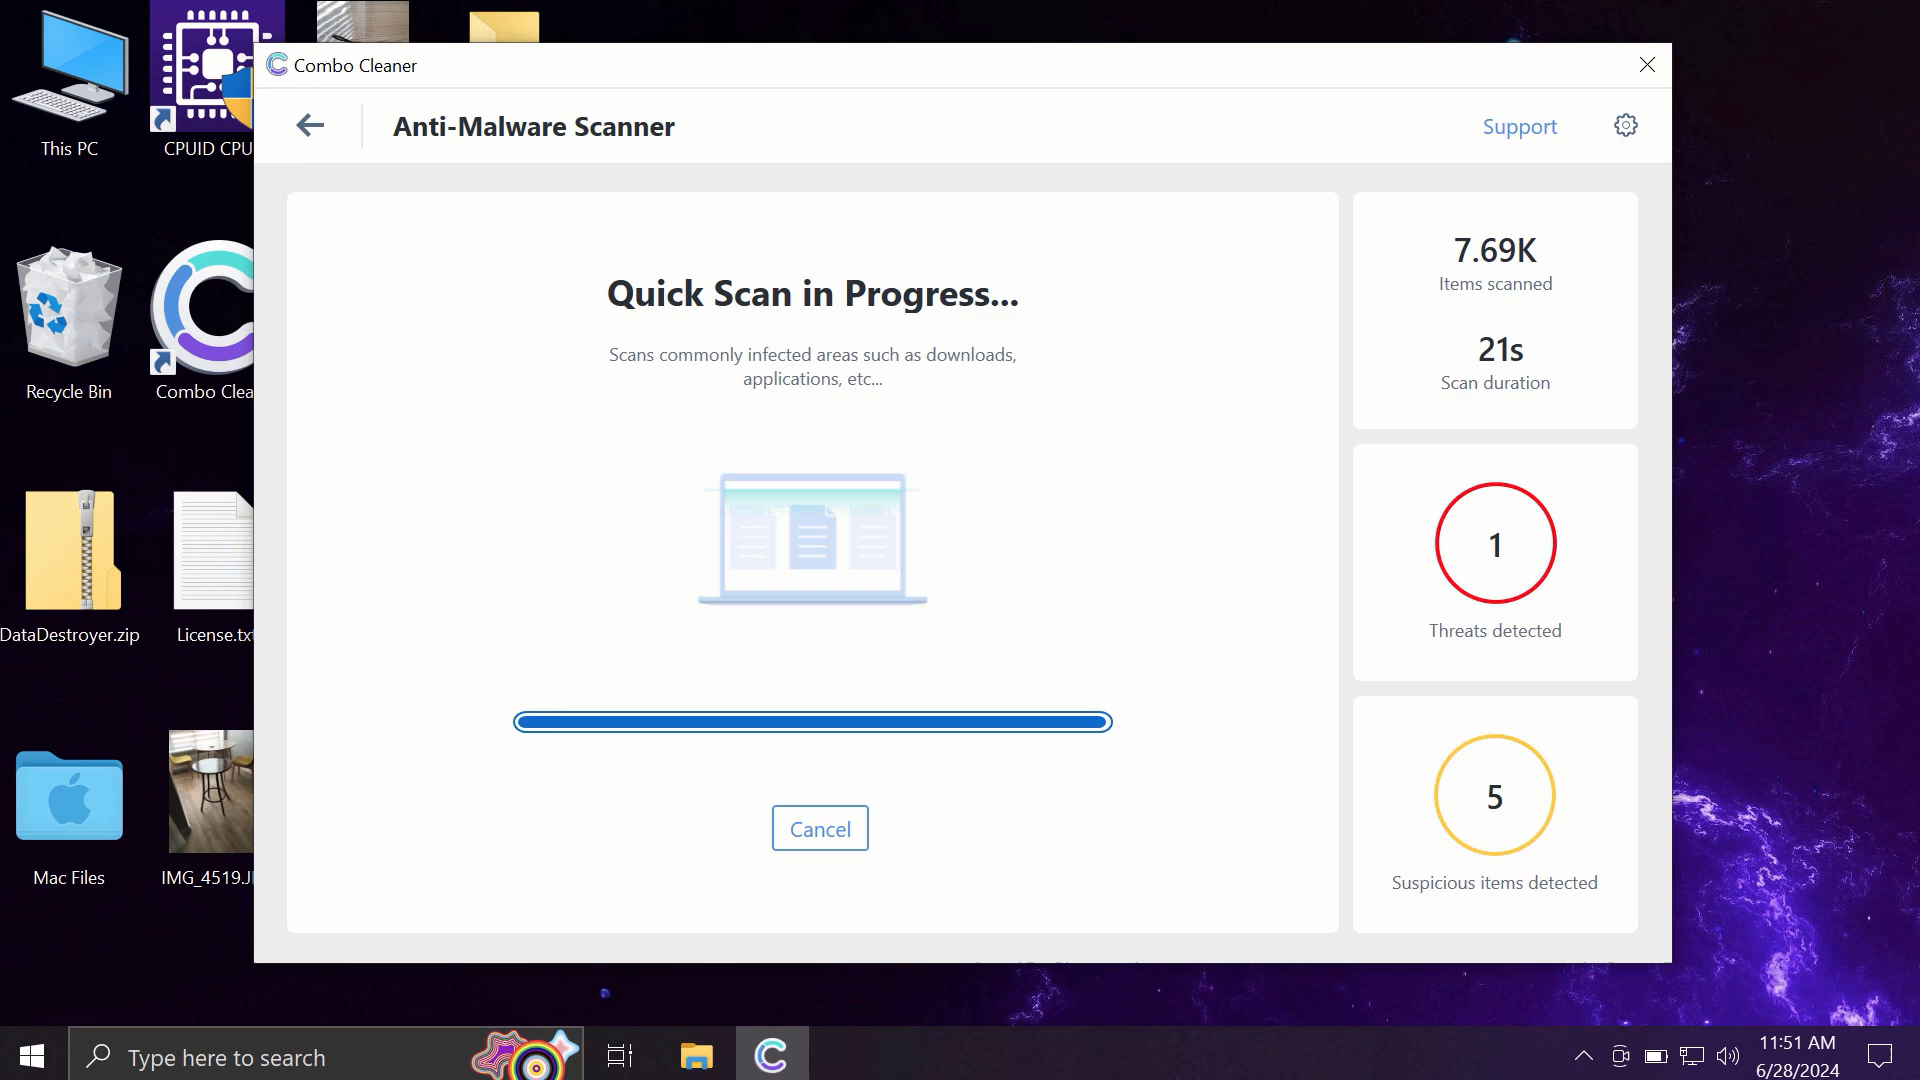 This PC
CPUID CPU
Recycle Bin
Combo Clea
DataDestroyer.zip
License.txt
Mac Files
IMG_4519.J
Combo Cleaner
Anti-Malware Scanner
Support
Quick Scan in Progress...
Scans commonly infected areas such as downloads,
applications, etc...
Cancel
7.69K
Items scanned
21s
Scan duration
1
Threats detected
5
Suspicious items detected
Type here to search
11:51 AM
6/28/2024